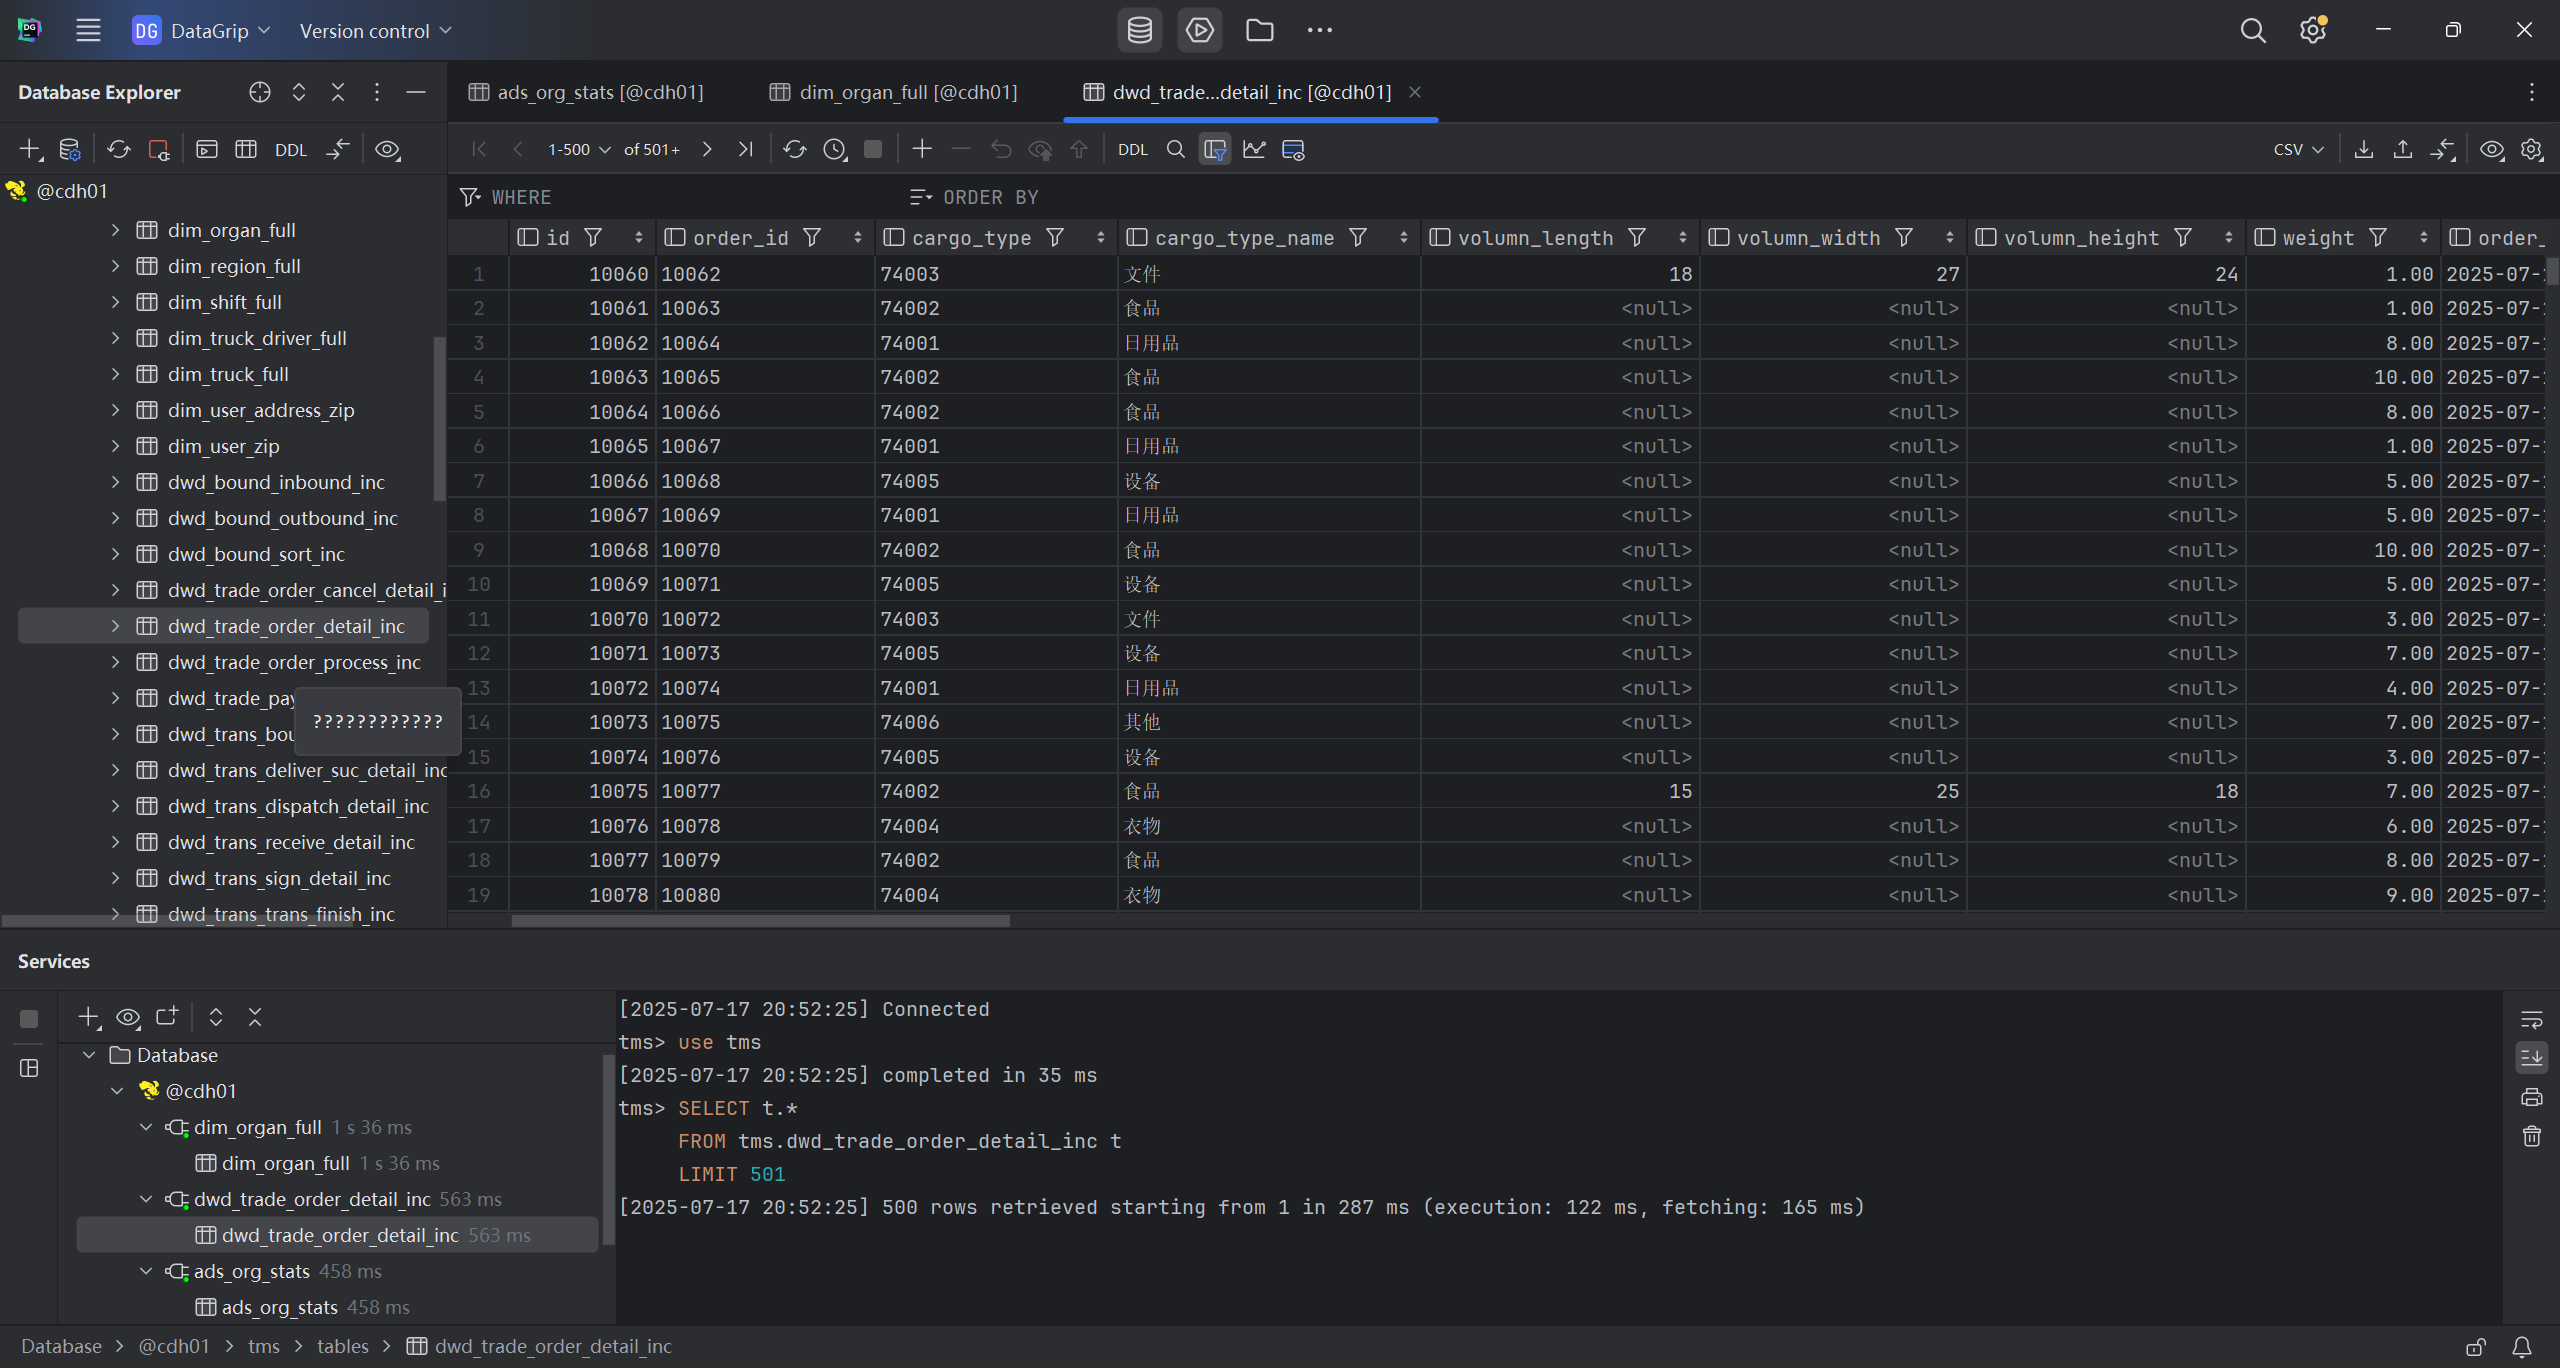 DG DataGrip Version control
Database Explorer
ads_org_stats [@cdh01] dim_organ_full [@cdh01] dwd_trade...detail_inc [@cdh01]
DDL
1-500 of 501+ DDL CSV
@cdh01
WHERE ORDER BY
dim_organ_full
dim_region_full
dim_shift_full
dim_truck_driver_full
dim_truck_full
dim_user_address_zip
dim_user_zip
dwd_bound_inbound_inc
dwd_bound_outbound_inc
dwd_bound_sort_inc
dwd_trade_order_cancel_detail_i
dwd_trade_order_detail_inc
dwd_trade_order_process_inc
dwd_trade_pay
????????????
dwd_trans_bou
dwd_trans_deliver_suc_detail_inc
dwd_trans_dispatch_detail_inc
dwd_trans_receive_detail_inc
dwd_trans_sign_detail_inc
dwd_trans_trans_finish_inc
id order_id cargo_type cargo_type_name volumn_length volumn_width volumn_height weight order_
1 10060 10062 74003 文件 18 27 24 1.00 2025-07-
2 10061 10063 74002 食品 <null> <null> <null> 1.00 2025-07-
3 10062 10064 74001 日用品 <null> <null> <null> 8.00 2025-07-
4 10063 10065 74002 食品 <null> <null> <null> 10.00 2025-07-
5 10064 10066 74002 食品 <null> <null> <null> 8.00 2025-07-
6 10065 10067 74001 日用品 <null> <null> <null> 1.00 2025-07-
7 10066 10068 74005 设备 <null> <null> <null> 5.00 2025-07-
8 10067 10069 74001 日用品 <null> <null> <null> 5.00 2025-07-
9 10068 10070 74002 食品 <null> <null> <null> 10.00 2025-07-
10 10069 10071 74005 设备 <null> <null> <null> 5.00 2025-07-
11 10070 10072 74003 文件 <null> <null> <null> 3.00 2025-07-
12 10071 10073 74005 设备 <null> <null> <null> 7.00 2025-07-
13 10072 10074 74001 日用品 <null> <null> <null> 4.00 2025-07-
14 10073 10075 74006 其他 <null> <null> <null> 7.00 2025-07-
15 10074 10076 74005 设备 <null> <null> <null> 3.00 2025-07-
16 10075 10077 74002 食品 15 25 18 7.00 2025-07-
17 10076 10078 74004 衣物 <null> <null> <null> 6.00 2025-07-
18 10077 10079 74002 食品 <null> <null> <null> 8.00 2025-07-
19 10078 10080 74004 衣物 <null> <null> <null> 9.00 2025-07-
Services
Database
@cdh01
dim_organ_full 1 s 36 ms
dim_organ_full 1 s 36 ms
dwd_trade_order_detail_inc 563 ms
dwd_trade_order_detail_inc 563 ms
ads_org_stats 458 ms
ads_org_stats 458 ms
[2025-07-17 20:52:25] Connected
tms> use tms
[2025-07-17 20:52:25] completed in 35 ms
tms> SELECT t.*
FROM tms.dwd_trade_order_detail_inc t
LIMIT 501
[2025-07-17 20:52:25] 500 rows retrieved starting from 1 in 287 ms (execution: 122 ms, fetching: 165 ms)
Database > @cdh01 > tms > tables > dwd_trade_order_detail_inc